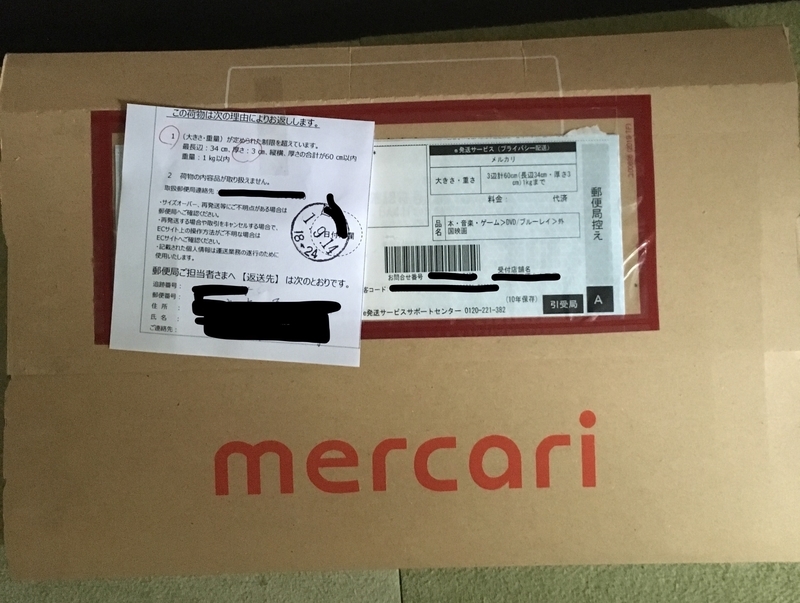 この荷物は次の理由によりお返しします。
1 (大きさ・重量)が定められた制限を超えています。
最長辺:34cm、厚さ:3cm、縦横、厚さの合計が60cm以内
重量:1kg以内
2 荷物の内容品が取り扱えません。
取扱郵便局連絡先
・サイズオーバー、再発送等にご不明点がある場合は
郵便局へご確認ください。
・再発送する場合や取引をキャンセルする場合で、
ECサイト上の操作方法がご不明な場合は
ECサイトへご確認ください。
・記載された個人情報は運送業務の遂行のために
使用いたします。
18-24
郵便局ご担当者さまへ【返送先】は次のとおりです。
追跡番号:
郵便番号:
住 所:
氏 名:
ご連絡先:
*発送サービス(プライバシー配送)
メルカリ
大きさ・重さ
3辺計60cm(長辺34cm・厚さ3cm)1kgまで
料金:
代済
品名
本・音楽・ゲーム>DVD/ブルーレイ>外
国映画
お問合せ番号
受付店舗名
客コード
(10年保存)
引受局
A
*発送サービスサポートセンター 0120-221-382
郵便局控え
mercari